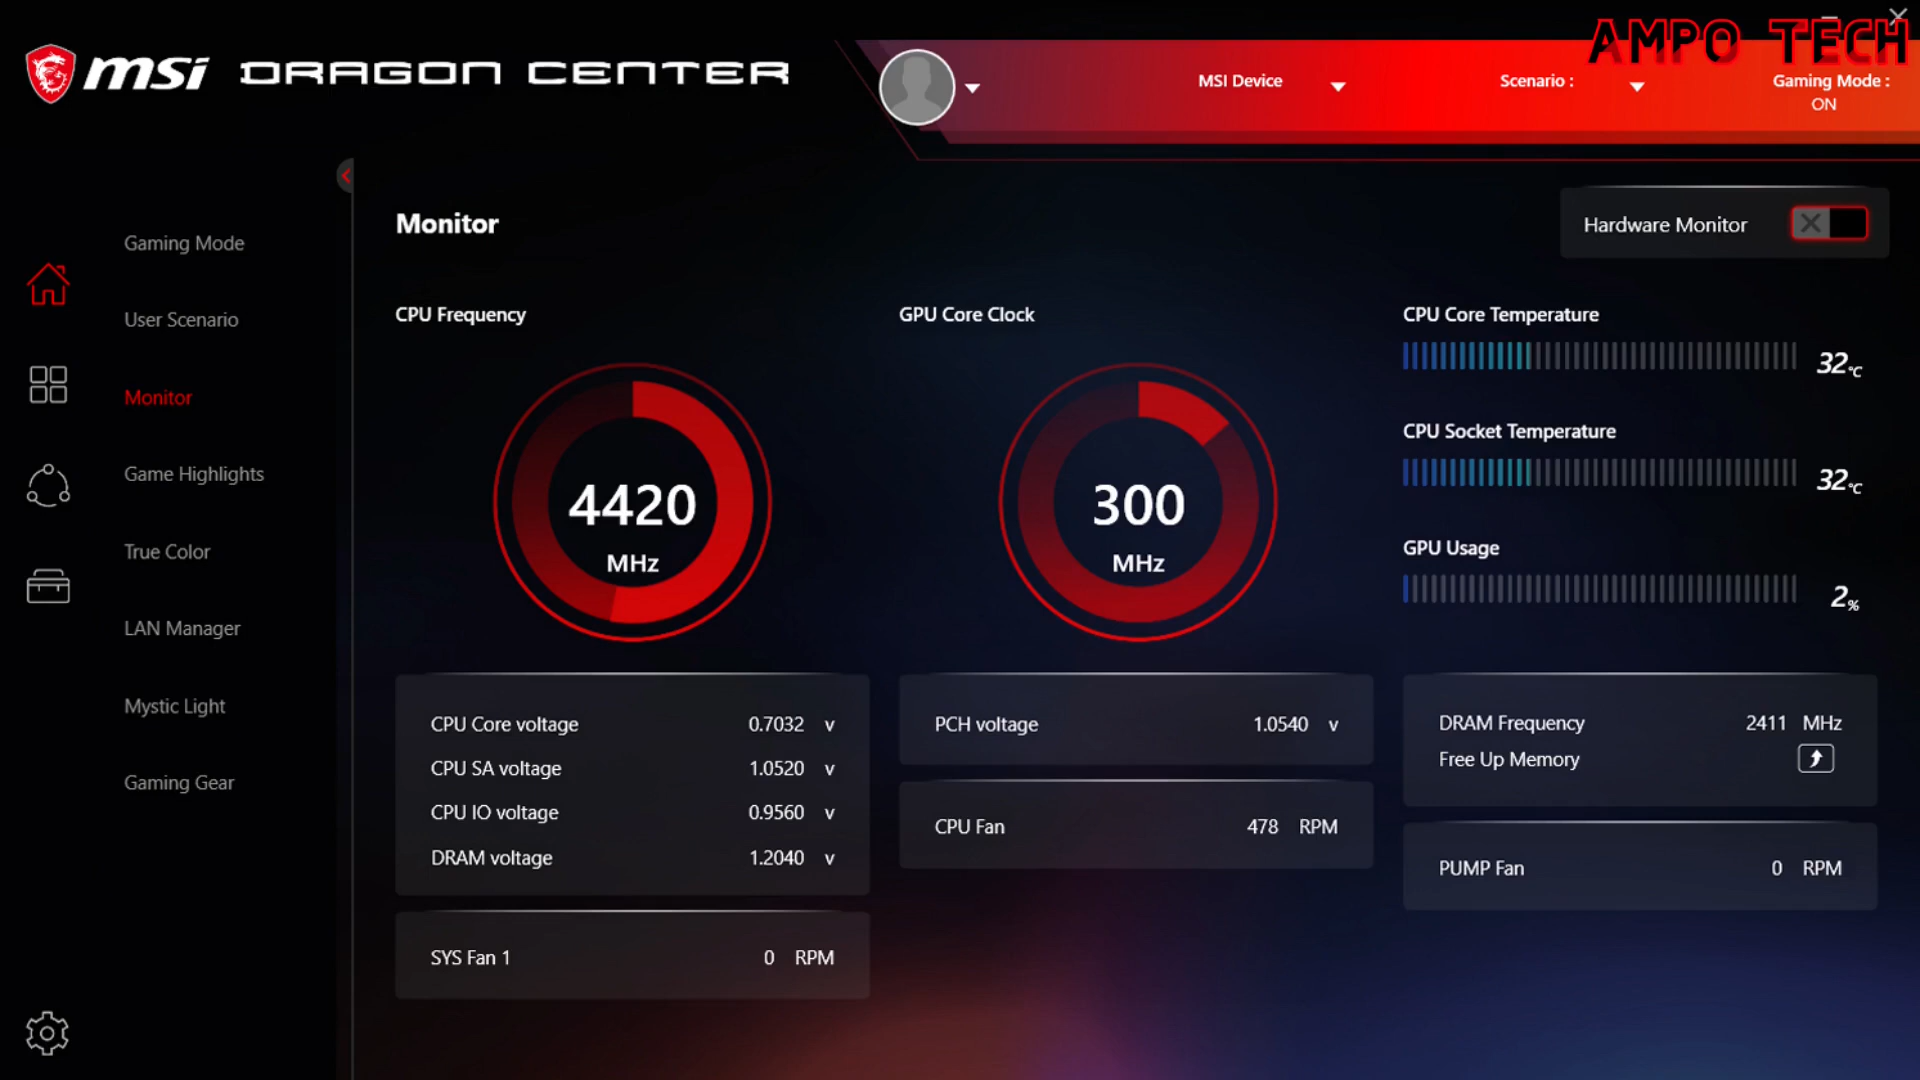 AMPO TECH
msi DRAGON CENTER
MSI Device
Scenario :
Gaming Mode :
ON
Gaming Mode
User Scenario
Monitor
Game Highlights
True Color
LAN Manager
Mystic Light
Gaming Gear
Monitor
Hardware Monitor
CPU Frequency
4420
MHz
GPU Core Clock
300
MHz
CPU Core Temperature
32°C
CPU Socket Temperature
32°C
GPU Usage
2%
CPU Core voltage 0.7032 v
CPU SA voltage 1.0520 v
CPU IO voltage 0.9560 v
DRAM voltage 1.2040 v
SYS Fan 1 0 RPM
PCH voltage 1.0540 v
CPU Fan 478 RPM
DRAM Frequency 2411 MHz
Free Up Memory
PUMP Fan 0 RPM